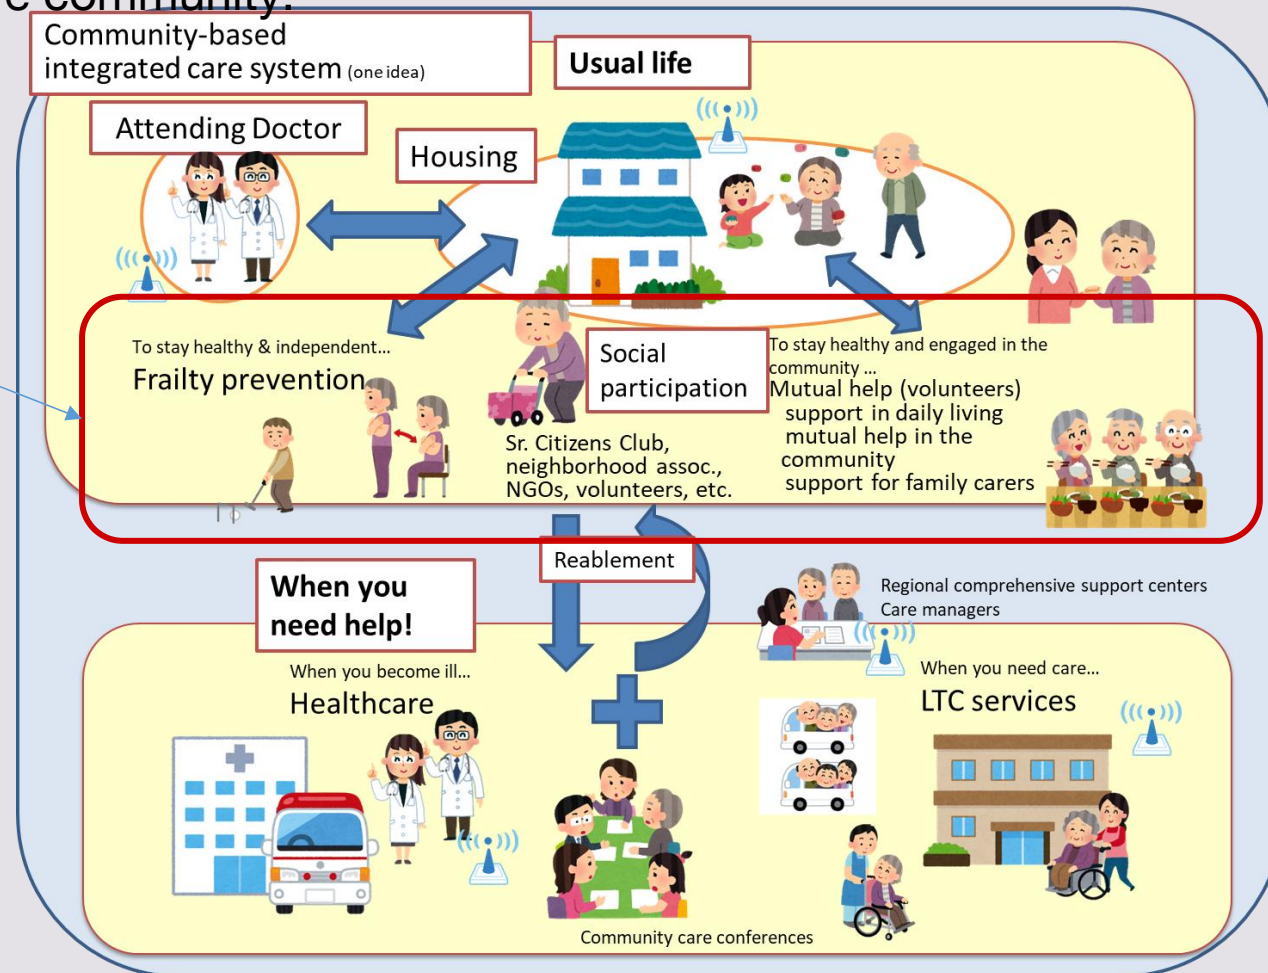 e community.
Community-based
integrated care system (one idea)
Usual life
Attending Doctor
Housing
To stay healthy & independent...
Frailty prevention
Social
participation
Sr. Citizens Club,
neighborhood assoc.,
NGOs, volunteers, etc.
To stay healthy and engaged in the
community ...
Mutual help (volunteers)
support in daily living
mutual help in the
community
support for family carers
Reablement
When you
need help!
When you become ill...
Healthcare
Regional comprehensive support centers
Care managers
When you need care...
LTC services
Community care conferences